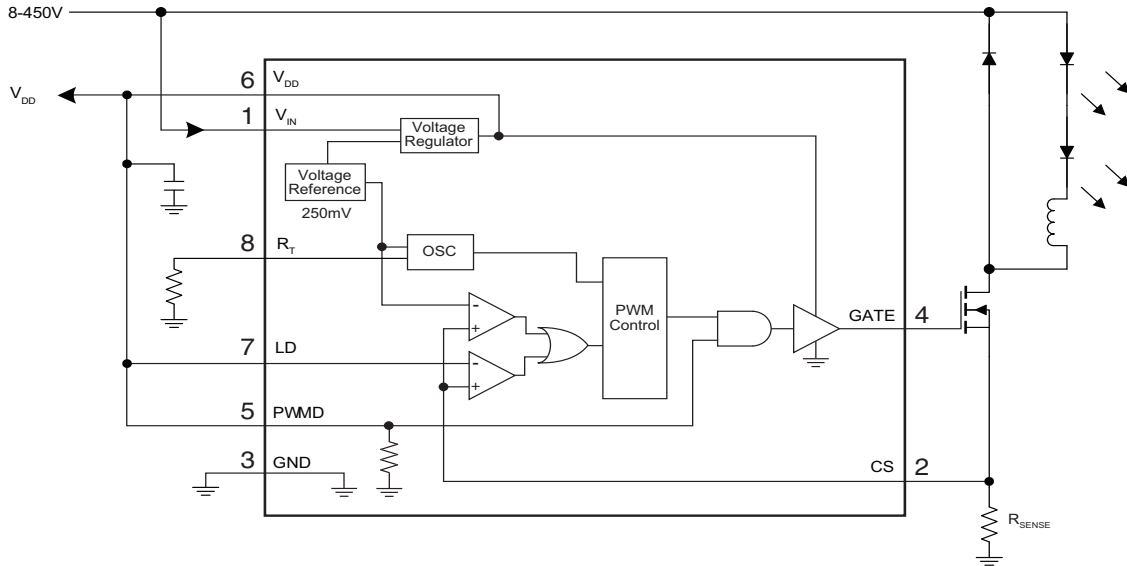 8-450V
6
V_DD
V_DD
1
V_IN
Voltage
Regulator
Voltage
Reference
250mV
8
R_T
OSC
-
+
PWM
Control
GATE
4
7
LD
-
+
5
PWMD
3
GND
CS
2
R_SENSE